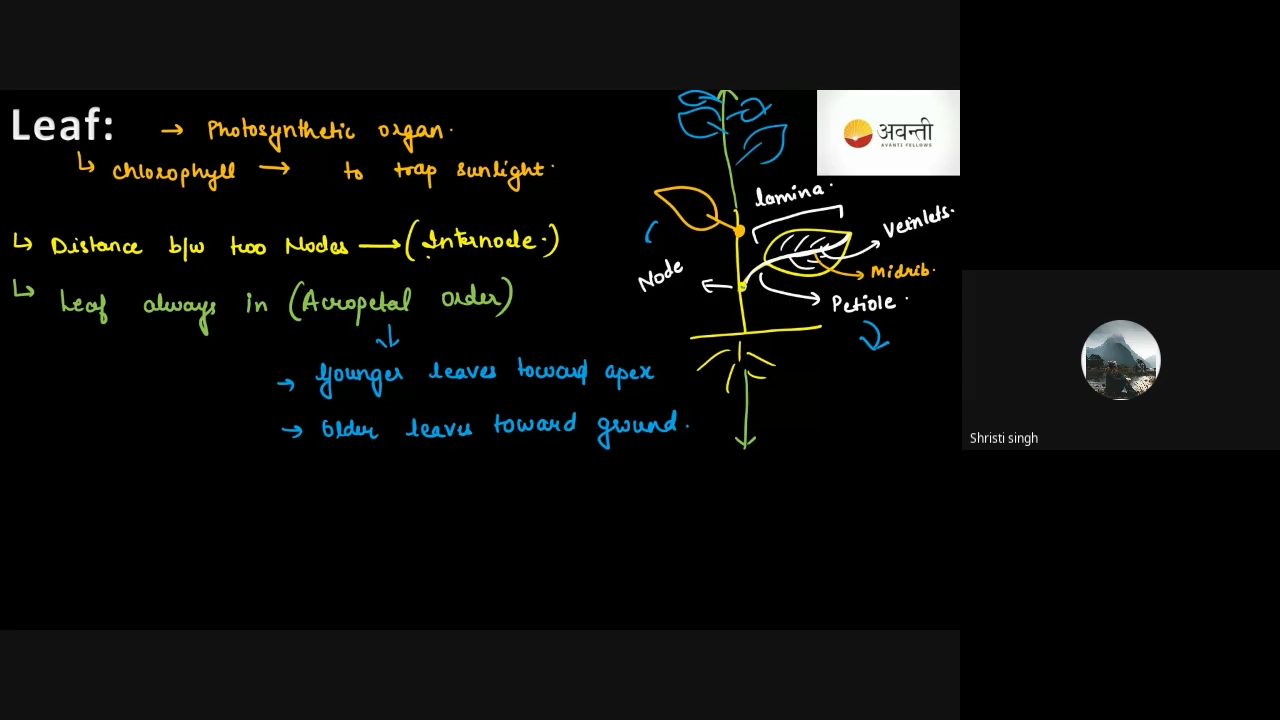 Leaf: → Photosynthetic organ.
↳ chlorophyll → to trap sunlight.
↳ Distance b/w two Nodes → (Internode.)
↳ Leaf always in (Acropetal order)
→ Younger leaves toward apex
→ Older leaves toward ground.
अवन्ती
AVANTI FELLOWS
lamina.
Veinlets.
Node
Midrib.
Petiole.
Shristi singh